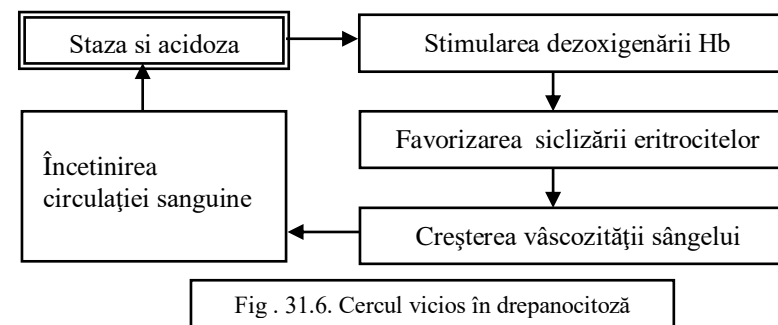 Staza si acidoza
Stimularea dezoxigenării Hb
Favorizarea siclizării eritrocitelor
Încetinirea
circulaţiei sanguine
Creşterea vâscozităţii sângelui
Fig . 31.6. Cercul vicios în drepanocitoză